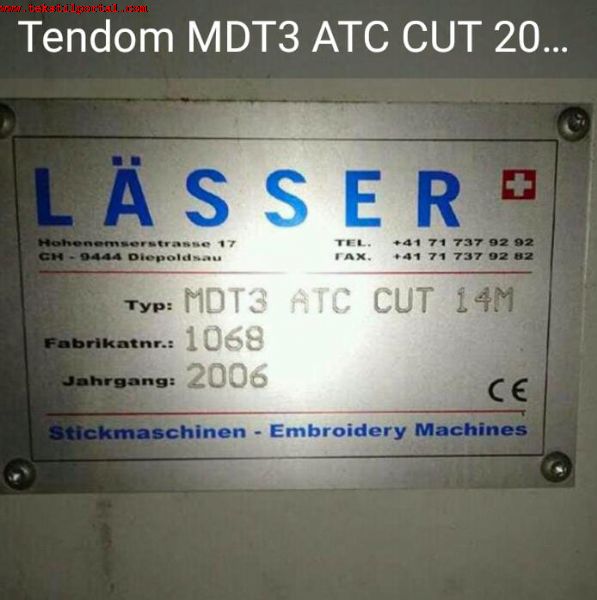 www.tekstilportal.com
Tendom MDT3 ATC CUT 20...
LÄSSER
Hohenemserstrasse 17 TEL. +41 71 737 92 92
CH - 9444 Diepoldsau FAX. +41 71 737 92 82
Typ: MDT3 ATC CUT 14M
Fabrikatnr.: 1068
Jahrgang: 2006
CE
Stickmaschinen - Embroidery Machines